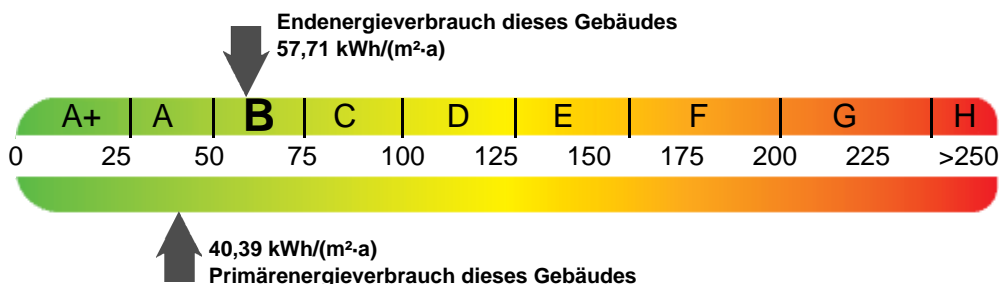 Endenergieverbrauch dieses Gebäudes
57,71 kWh/(m²·a)
A+ A B C D E F G H
0 25 50 75 100 125 150 175 200 225 >250
40,39 kWh/(m²·a)
Primärenergieverbrauch dieses Gebäudes